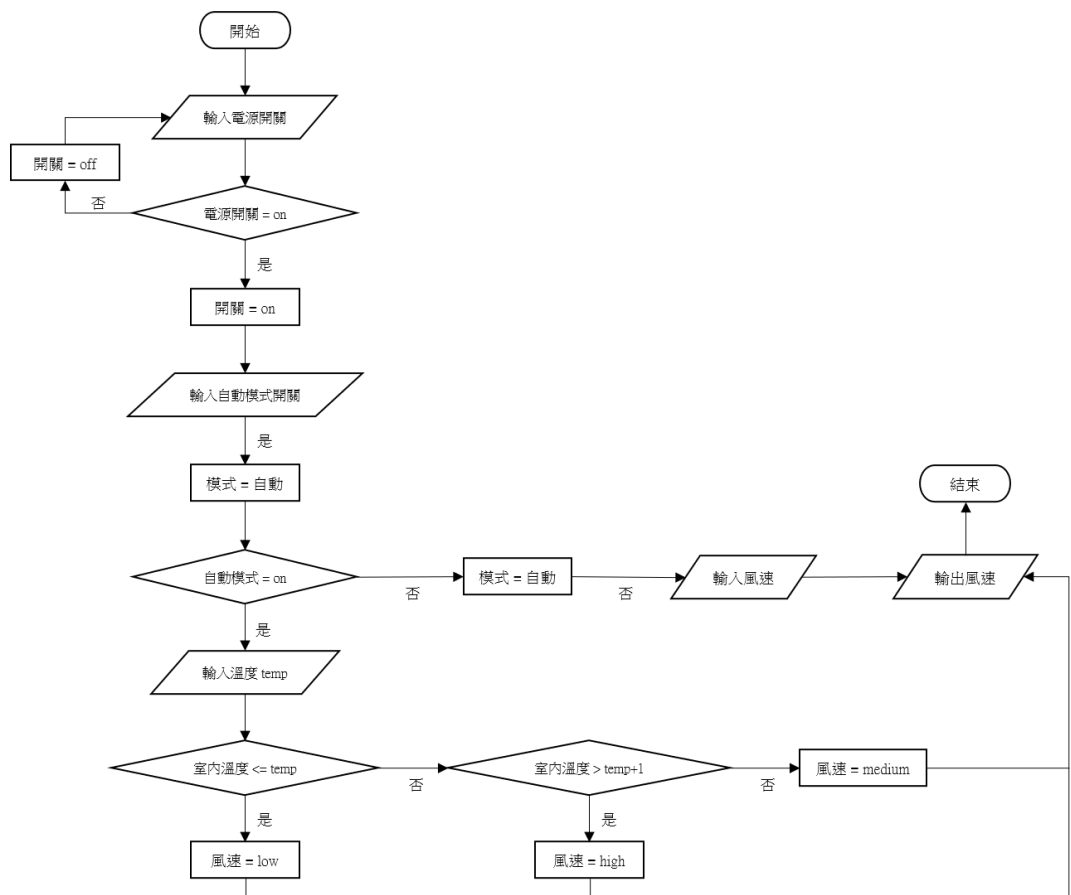 開始
輸入電源開關
開關 = off
否
電源開關 = on
是
開關 = on
輸入自動模式開關
是
模式 = 自動
結束
自動模式 = on
否
模式 = 自動
否
輸入風速
輸出風速
是
輸入溫度 temp
室內溫度 <= temp
否
室內溫度 > temp+1
否
風速 = medium
是
是
風速 = low
風速 = high